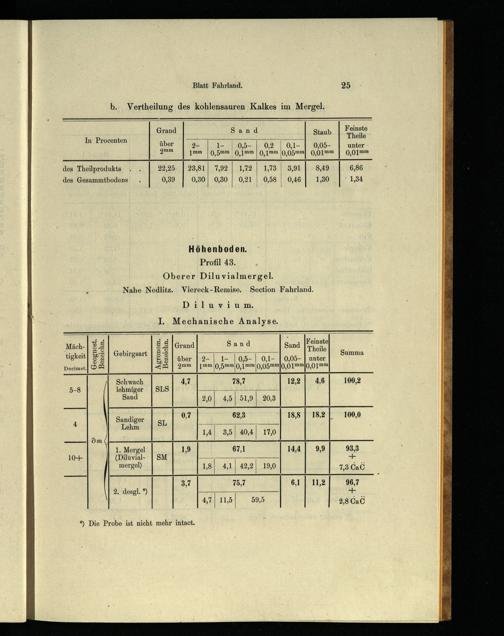 Blatt Fahrland. 25
b. Vertheilung des kohlensauren Kalkes im Mergel.
In Procenten Grand über 2mm Sand 2–1mm 1–0,5mm 0,5–0,1mm 0,2 0,1mm 0,1–0,05mm Staub 0,05–0,01mm Feinste Theile unter 0,01mm
des Theilprodukts . . 22,25 23,81 7,92 1,72 1,73 3,91 8,49 6,86
des Gesammtbodens . 0,39 0,30 0,30 0,21 0,58 0,46 1,30 1,34
Höhenboden.
Profil 43.
Oberer Diluvialmergel.
Nahe Nedlitz. Viereck-Remise. Section Fahrland.
Diluvium.
I. Mechanische Analyse.
Mäch-tigkeit Decimet. Geognost. Bezeichn. Gebirgsart Agronom. Bezeichn. Grand über 2mm Sand 2–1mm 1–0,5mm 0,5–0,1mm 0,1–0,05mm Sand 0,05–0,01mm Feinste Theile unter 0,01mm Summa
5-8 Schwach lehmiger Sand SLS 4,7 78,7 12,2 4,6 100,2
2,0 4,5 51,9 20,3
4 Sandiger Lehm SL 0,7 62,3 18,8 18,2 100,0
1,4 3,5 40,4 17,0
∂m
10+ 1. Mergel (Diluvial-mergel) SM 1,9 67,1 14,4 9,9 93,3 + 7,3 CaC
1,8 4,1 42,2 19,0
2. desgl. *) 3,7 75,7 6,1 11,2 96,7 + 2,8 CaC
4,7 11,5 59,5
*) Die Probe ist nicht mehr intact.